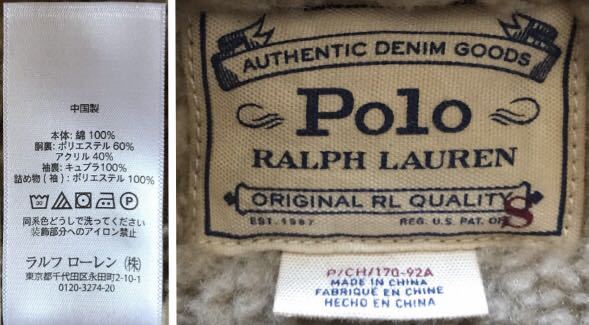 中国製
本体: 綿 100%
胴裏: ポリエステル 60%
アクリル 40%
袖裏: キュプラ100%
詰め物 (袖) : ポリエステル 100%
同系色どうしで洗ってください
装飾部分へのアイロン禁止
ラルフ ローレン (株)
東京都千代田区永田町2-10-1
0120-3274-20
AUTHENTIC DENIM GOODS
Polo
RALPH LAUREN
ORIGINAL RL QUALITY
S
EST. 1967 REG. U.S. PAT. OF
P/CH/170-92A
MADE IN CHINA
FABRIQUÉ EN CHINE
HECHO EN CHINA